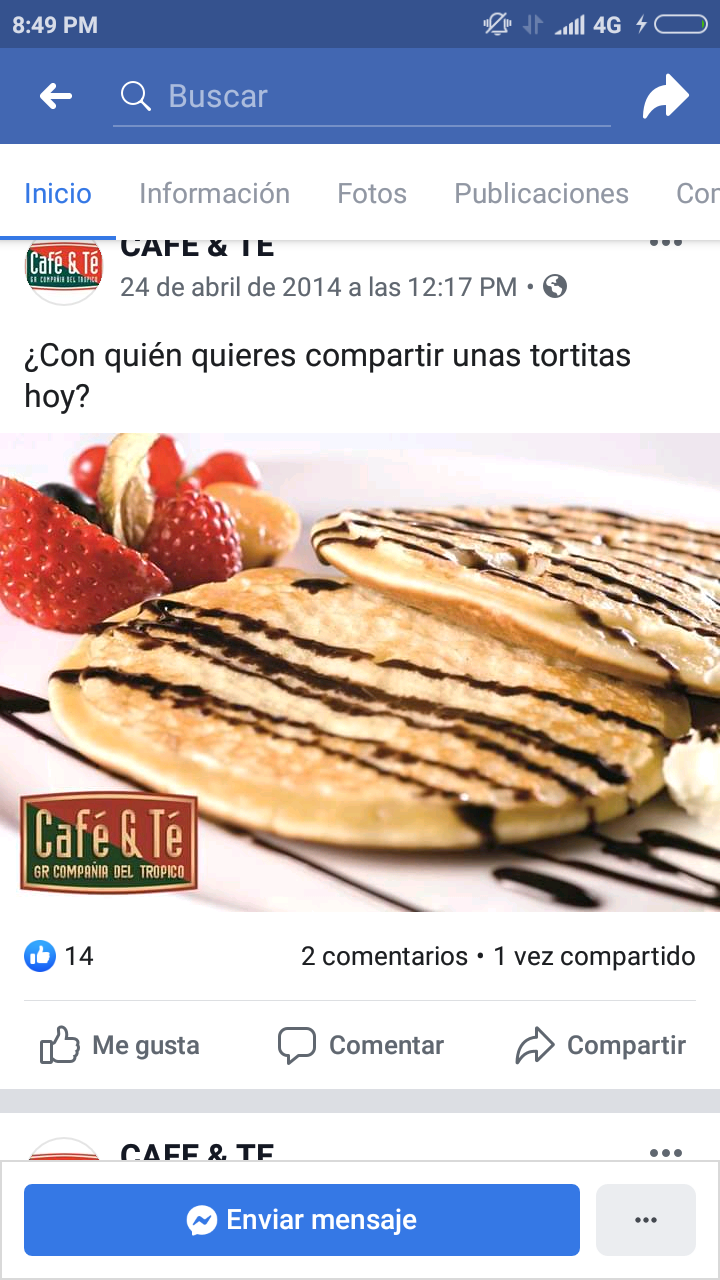 8:49 PM 4G
Buscar
Inicio Información Fotos Publicaciones Con
CAFE & TE
Café & Té
GR COMPAÑIA DEL TROPICO
24 de abril de 2014 a las 12:17 PM •
¿Con quién quieres compartir unas tortitas
hoy?
Café & Té
GR COMPAÑIA DEL TROPICO
14 2 comentarios • 1 vez compartido
Me gusta Comentar Compartir
CAFE & TE
Enviar mensaje